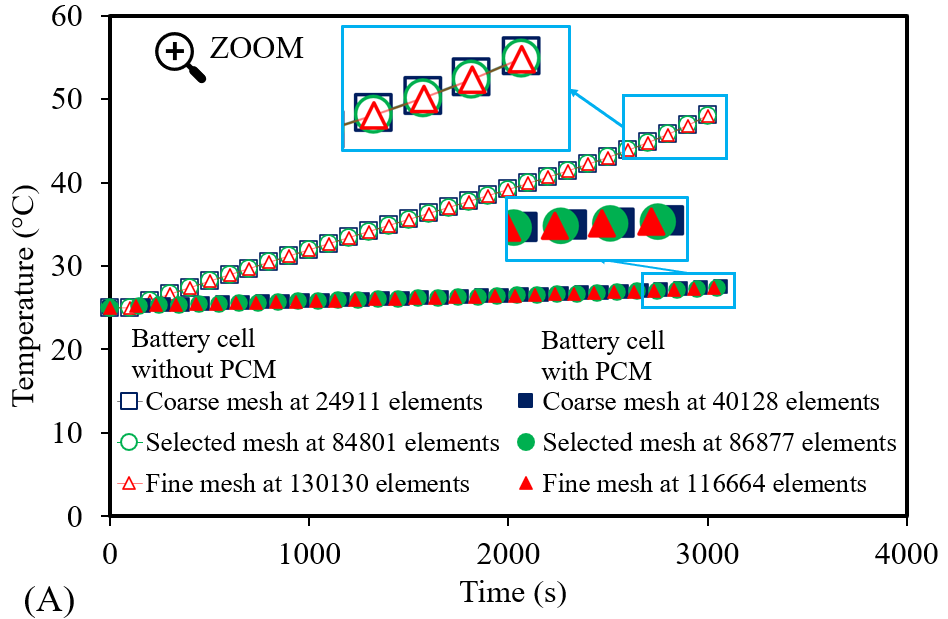 60
ZOOM
50
40
30
20
10
0
Temperature (°C)
Battery cell
without PCM
Coarse mesh at 24911 elements
Selected mesh at 84801 elements
Fine mesh at 130130 elements
Battery cell
with PCM
Coarse mesh at 40128 elements
Selected mesh at 86877 elements
Fine mesh at 116664 elements
0 1000 2000 3000 4000
Time (s)
(A)